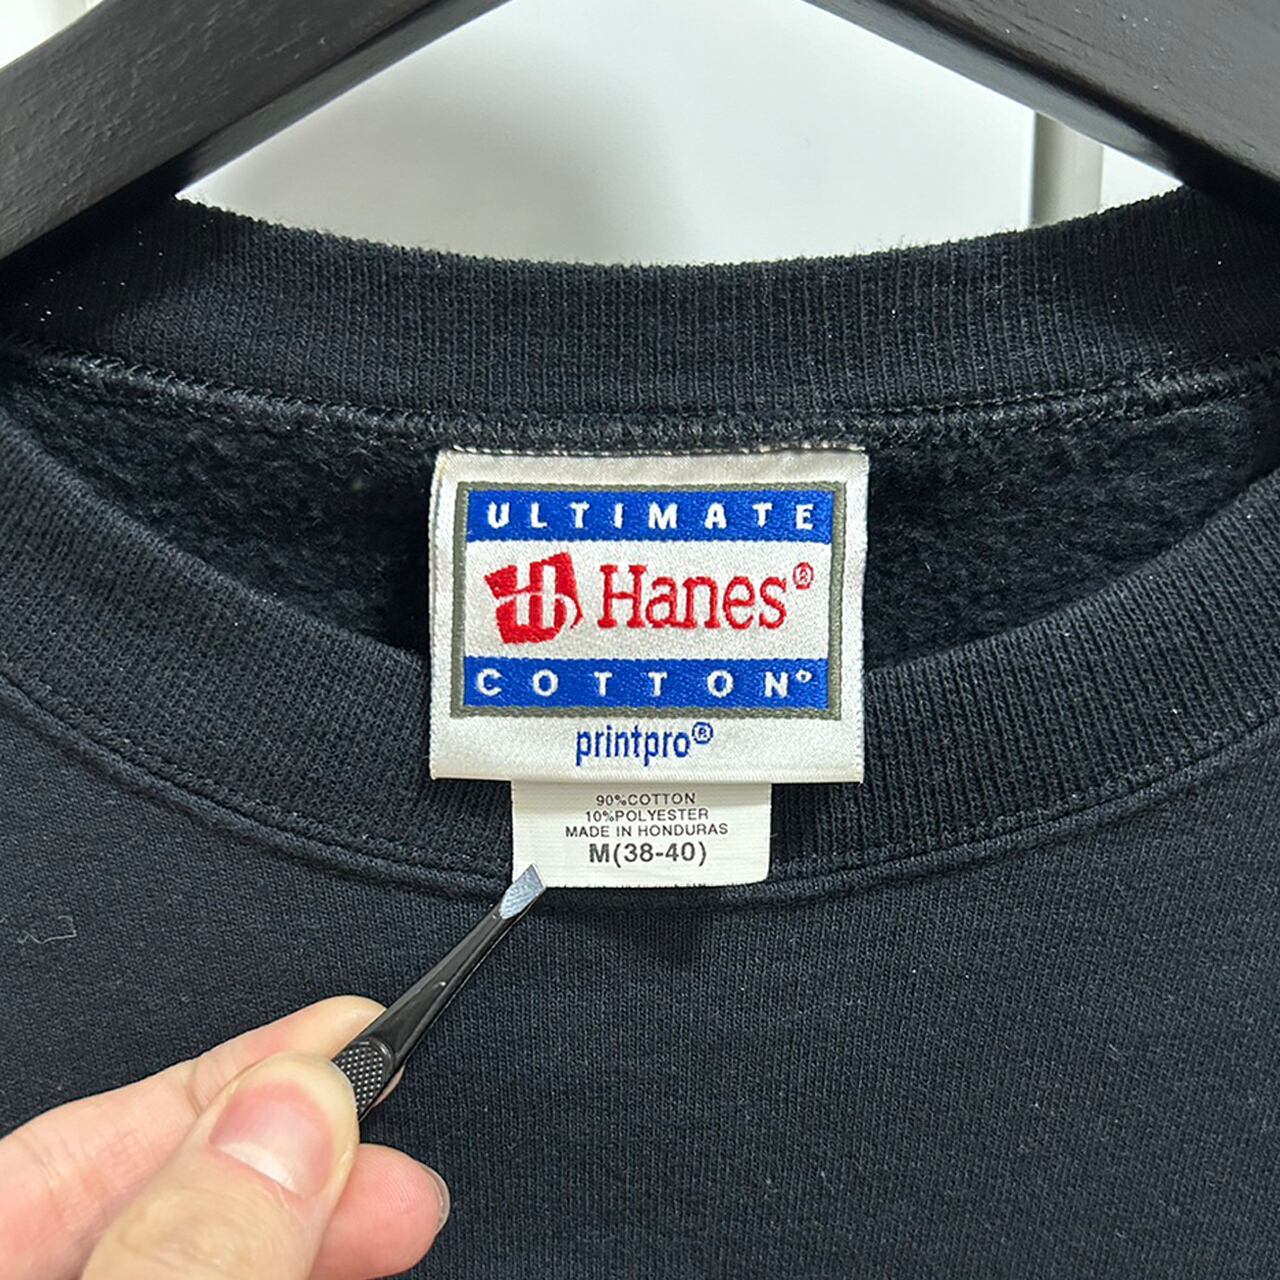 ULTIMATE
Hanes®
COTTON®
printpro®
90%COTTON
10%POLYESTER
MADE IN HONDURAS
M(38-40)